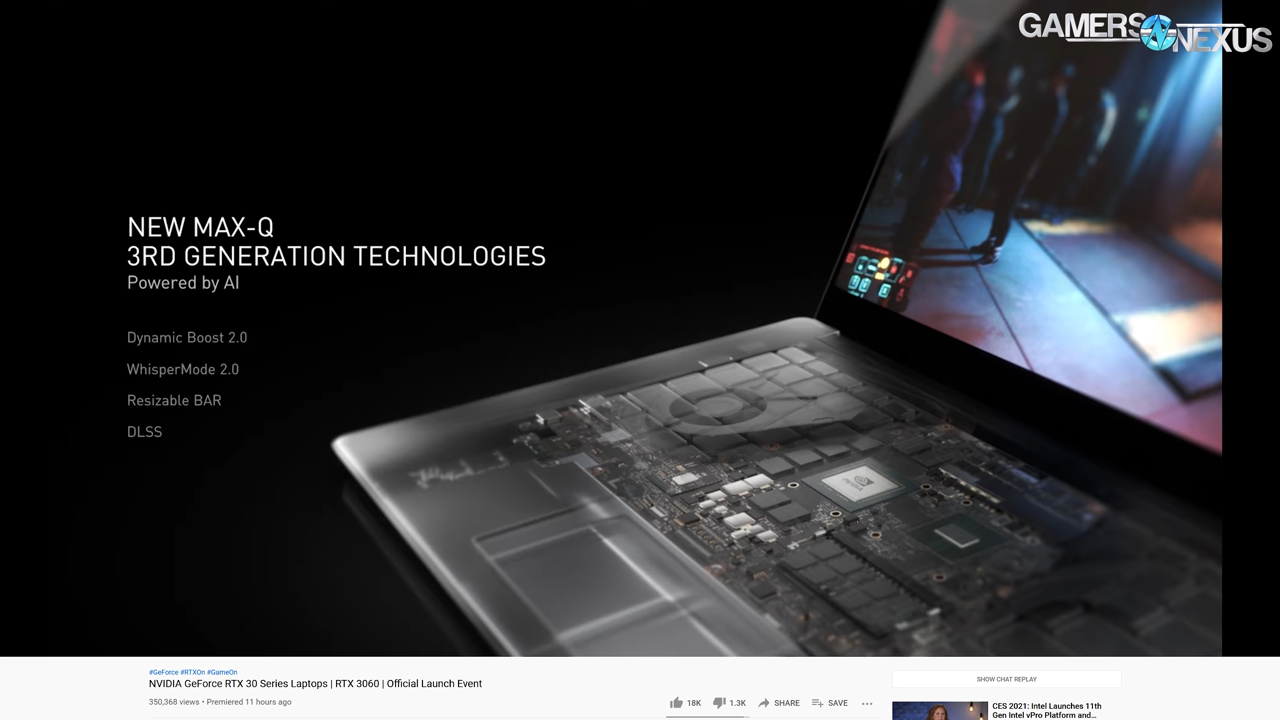 GAMERS NEXUS
NEW MAX-Q
3RD GENERATION TECHNOLOGIES
Powered by AI
Dynamic Boost 2.0
WhisperMode 2.0
Resizable BAR
DLSS
#GeForce #RTXOn #GameOn
NVIDIA GeForce RTX 30 Series Laptops | RTX 3060 | Official Launch Event
350,368 views • Premiered 11 hours ago
18K 1.3K SHARE SAVE
SHOW CHAT REPLAY
CES 2021: Intel Launches 11th
Gen Intel vPro Platform and...